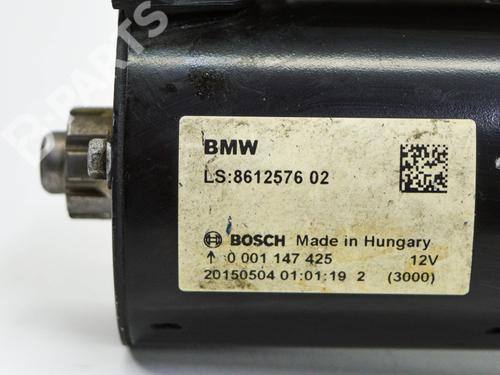 B-PARTS
BMW
LS:8612576 02
BOSCH Made in Hungary
↑ 0 001 147 425 12V
20150504 01:01:19 2 (3000)